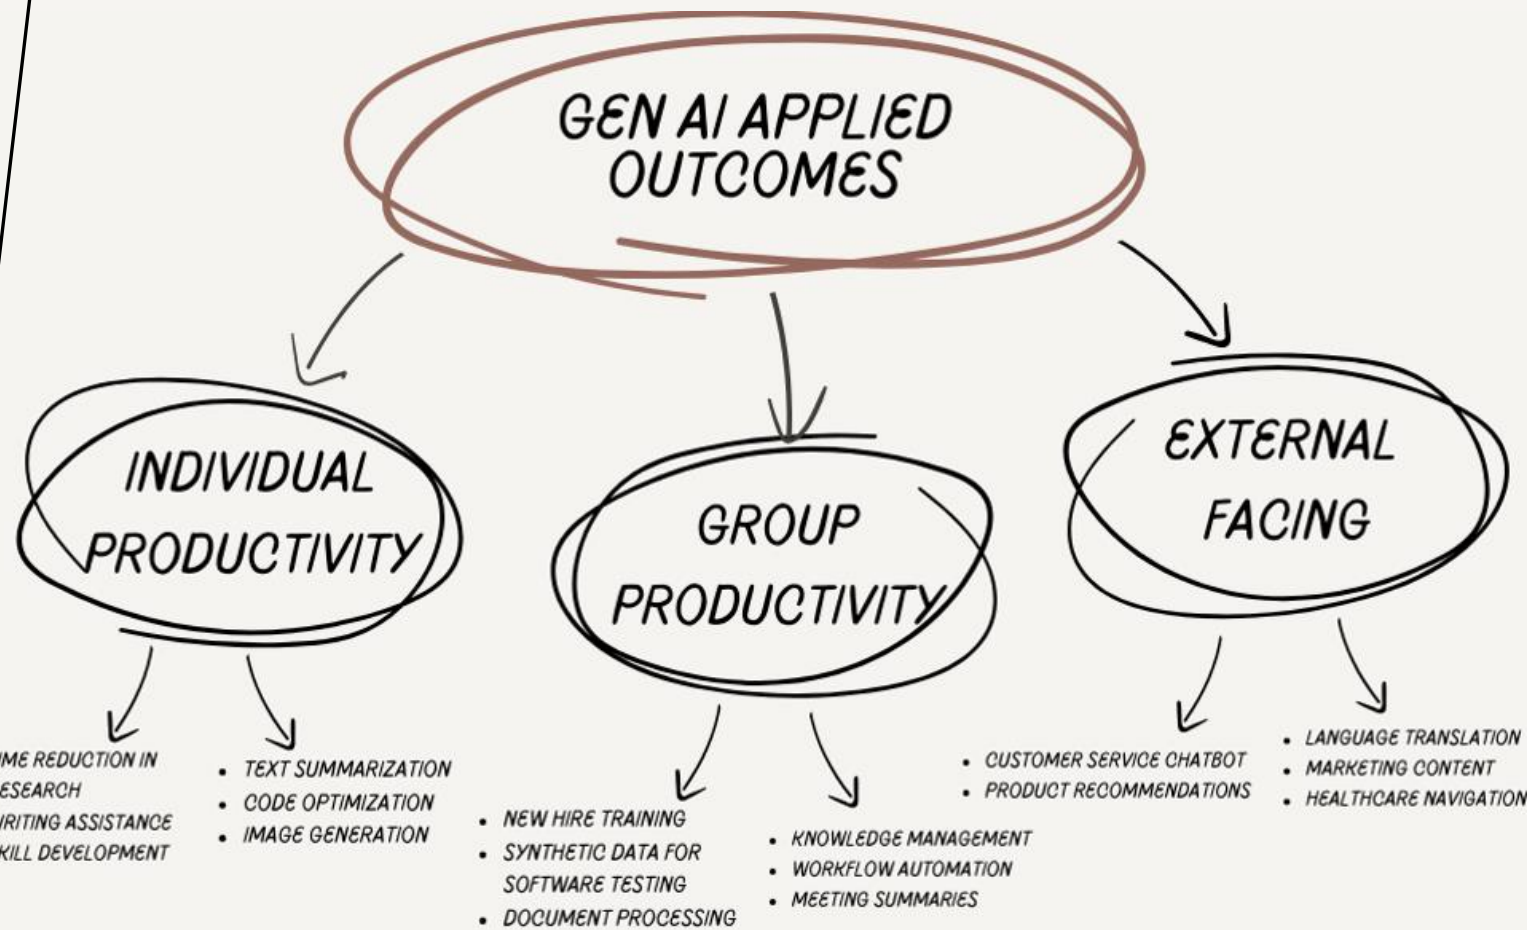 GEN AI APPLIED
OUTCOMES
INDIVIDUAL
PRODUCTIVITY
GROUP
PRODUCTIVITY
EXTERNAL
FACING
IME REDUCTION IN
ESEARCH
RITING ASSISTANCE
KILL DEVELOPMENT
• TEXT SUMMARIZATION
• CODE OPTIMIZATION
• IMAGE GENERATION
• NEW HIRE TRAINING
• SYNTHETIC DATA FOR
SOFTWARE TESTING
• DOCUMENT PROCESSING
• KNOWLEDGE MANAGEMENT
• WORKFLOW AUTOMATION
• MEETING SUMMARIES
• CUSTOMER SERVICE CHATBOT
• PRODUCT RECOMMENDATIONS
• LANGUAGE TRANSLATION
• MARKETING CONTENT
• HEALTHCARE NAVIGATION